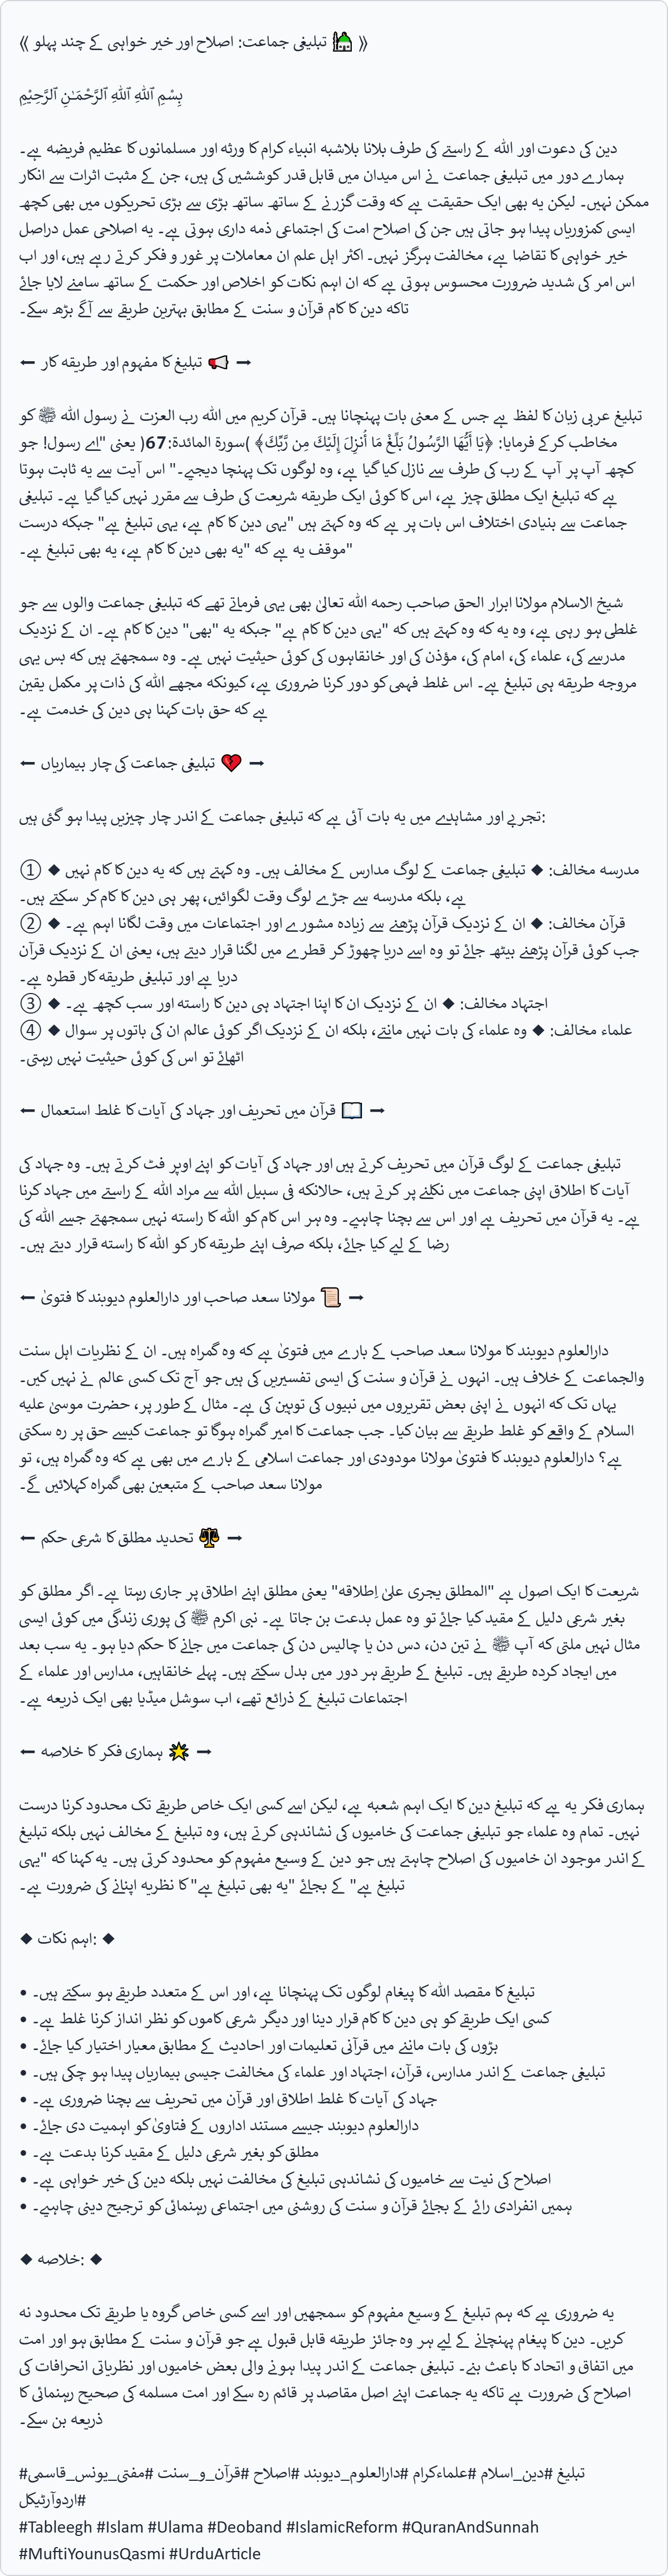 《 🕌 تبلیغی جماعت: اصلاح اور خیر خواہی کے چند پہلو 》
بِسْمِ ٱللَّهِ ٱللَّهِ ٱلرَّحْمَـٰنِ ٱلرَّحِيْمِ
دین کی دعوت اور اللہ کے راستے کی طرف بلانا بلاشبہ انبیاء کرام کا ورثہ اور مسلمانوں کا عظیم فریضہ ہے۔
ہمارے دور میں تبلیغی جماعت نے اس میدان میں قابل قدر کوششیں کی ہیں، جن کے مثبت اثرات سے انکار
ممکن نہیں۔ لیکن یہ بھی ایک حقیقت ہے کہ وقت گزرنے کے ساتھ ساتھ بڑی سے بڑی تحریکوں میں بھی کچھ
ایسی کمزوریاں پیدا ہو جاتی ہیں جن کی اصلاح امت کی اجتماعی ذمہ داری ہوتی ہے۔ یہ اصلاحی عمل دراصل
خیر خواہی کا تقاضا ہے، مخالفت ہرگز نہیں۔ اکثر اہل علم ان معاملات پر غور و فکر کرتے رہے ہیں، اور اب
اس امر کی شدید ضرورت محسوس ہوتی ہے کہ ان اہم نکات کو اخلاص اور حکمت کے ساتھ سامنے لایا جائے
تاکہ دین کا کام قرآن و سنت کے مطابق بہترین طریقے سے آگے بڑھ سکے۔
← 📢 تبلیغ کا مفہوم اور طریقہ کار →
تبلیغ عربی زبان کا لفظ ہے جس کے معنی بات پہنچانا ہیں۔ قرآن کریم میں اللہ رب العزت نے رسول اللہ ﷺ کو
مخاطب کر کے فرمایا: ﴿يَا أَيُّهَا الرَّسُولُ بَلِّغْ مَا أُنزِلَ إِلَيْكَ مِن رَّبِّكَ﴾ )سورۃ المائدۃ:67( یعنی "اے رسول! جو
کچھ آپ پر آپ کے رب کی طرف سے نازل کیا گیا ہے، وہ لوگوں تک پہنچا دیجیے۔" اس آیت سے یہ ثابت ہوتا
ہے کہ تبلیغ ایک مطلق چیز ہے، اس کا کوئی ایک طریقہ شریعت کی طرف سے مقرر نہیں کیا گیا ہے۔ تبلیغی
جماعت سے بنیادی اختلاف اس بات پر ہے کہ وہ کہتے ہیں "یہی دین کا کام ہے، یہی تبلیغ ہے" جبکہ درست
موقف یہ ہے کہ "یہ بھی دین کا کام ہے، یہ بھی تبلیغ ہے۔"
شیخ الاسلام مولانا ابرار الحق صاحب رحمہ اللہ تعالیٰ بھی یہی فرماتے تھے کہ تبلیغی جماعت والوں سے جو
غلطی ہو رہی ہے، وہ یہ کہ وہ کہتے ہیں کہ "یہی دین کا کام ہے" جبکہ یہ "بھی" دین کا کام ہے۔ ان کے نزدیک
مدرسے کی، علماء کی، امام کی، مؤذن کی اور خانقاہوں کی کوئی حیثیت نہیں ہے۔ وہ سمجھتے ہیں کہ بس یہی
مروجہ طریقہ ہی تبلیغ ہے۔ اس غلط فہمی کو دور کرنا ضروری ہے، کیونکہ مجھے اللہ کی ذات پر مکمل یقین
ہے کہ حق بات کہنا ہی دین کی خدمت ہے۔
← 💔 تبلیغی جماعت کی چار بیماریاں →
تجربے اور مشاہدے میں یہ بات آئی ہے کہ تبلیغی جماعت کے اندر چار چیزیں پیدا ہو گئی ہیں:
① ◆ مدرسہ مخالف: ◆ تبلیغی جماعت کے لوگ مدارس کے مخالف ہیں۔ وہ کہتے ہیں کہ یہ دین کا کام نہیں
ہے، بلکہ مدرسہ سے جڑے لوگ وقت لگوائیں، پھر ہی دین کا کام کر سکتے ہیں۔
② ◆ قرآن مخالف: ◆ ان کے نزدیک قرآن پڑھنے سے زیادہ مشورے اور اجتماعات میں وقت لگانا اہم ہے۔
جب کوئی قرآن پڑھنے بیٹھ جائے تو وہ اسے دریا چھوڑ کر قطرے میں لگنا قرار دیتے ہیں، یعنی ان کے نزدیک قرآن
دریا ہے اور تبلیغی طریقہ کار قطرہ ہے۔
③ ◆ اجتہاد مخالف: ◆ ان کے نزدیک ان کا اپنا اجتہاد ہی دین کا راستہ اور سب کچھ ہے۔
④ ◆ علماء مخالف: ◆ وہ علماء کی بات نہیں مانتے، بلکہ ان کے نزدیک اگر کوئی عالم ان کی باتوں پر سوال
اٹھائے تو اس کی کوئی حیثیت نہیں رہتی۔
← 📖 قرآن میں تحریف اور جہاد کی آیات کا غلط استعمال →
تبلیغی جماعت کے لوگ قرآن میں تحریف کرتے ہیں اور جہاد کی آیات کو اپنے اوپر فٹ کرتے ہیں۔ وہ جہاد کی
آیات کا اطلاق اپنی جماعت میں نکلنے پر کرتے ہیں، حالانکہ فی سبیل اللہ سے مراد اللہ کے راستے میں جہاد کرنا
ہے۔ یہ قرآن میں تحریف ہے اور اس سے بچنا چاہیے۔ وہ ہر اس کام کو اللہ کا راستہ نہیں سمجھتے جسے اللہ کی
رضا کے لیے کیا جائے، بلکہ صرف اپنے طریقہ کار کو اللہ کا راستہ قرار دیتے ہیں۔
← 📜 مولانا سعد صاحب اور دارالعلوم دیوبند کا فتویٰ →
دارالعلوم دیوبند کا مولانا سعد صاحب کے بارے میں فتویٰ ہے کہ وہ گمراہ ہیں۔ ان کے نظریات اہل سنت
والجماعت کے خلاف ہیں۔ انہوں نے قرآن و سنت کی ایسی تفسیریں کی ہیں جو آج تک کسی عالم نے نہیں کیں۔
یہاں تک کہ انہوں نے اپنی بعض تقریروں میں نبیوں کی توہین کی ہے۔ مثال کے طور پر، حضرت موسیٰ علیہ
السلام کے واقعے کو غلط طریقے سے بیان کیا۔ جب جماعت کا امیر گمراہ ہوگا تو جماعت کیسے حق پر رہ سکتی
ہے؟ دارالعلوم دیوبند کا فتویٰ مولانا مودودی اور جماعت اسلامی کے بارے میں بھی ہے کہ وہ گمراہ ہیں، تو
مولانا سعد صاحب کے متبعین بھی گمراہ کہلائیں گے۔
← ⚖️ تحدید مطلق کا شرعی حکم →
شریعت کا ایک اصول ہے "المطلق یجری علیٰ اِطلاقه" یعنی مطلق اپنے اطلاق پر جاری رہتا ہے۔ اگر مطلق کو
بغیر شرعی دلیل کے مقید کیا جائے تو وہ عمل بدعت بن جاتا ہے۔ نبی اکرم ﷺ کی پوری زندگی میں کوئی ایسی
مثال نہیں ملتی کہ آپ ﷺ نے تین دن، دس دن یا چالیس دن کی جماعت میں جانے کا حکم دیا ہو۔ یہ سب بعد
میں ایجاد کردہ طریقے ہیں۔ تبلیغ کے طریقے ہر دور میں بدل سکتے ہیں۔ پہلے خانقاہیں، مدارس اور علماء کے
اجتماعات تبلیغ کے ذرائع تھے، اب سوشل میڈیا بھی ایک ذریعہ ہے۔
← 🌟 ہماری فکر کا خلاصہ →
ہماری فکر یہ ہے کہ تبلیغ دین کا ایک اہم شعبہ ہے، لیکن اسے کسی ایک خاص طریقے تک محدود کرنا درست
نہیں۔ تمام وہ علماء جو تبلیغی جماعت کی خامیوں کی نشاندہی کرتے ہیں، وہ تبلیغ کے مخالف نہیں بلکہ تبلیغ
کے اندر موجود ان خامیوں کی اصلاح چاہتے ہیں جو دین کے وسیع مفہوم کو محدود کرتی ہیں۔ یہ کہنا کہ "یہی
تبلیغ ہے" کے بجائے "یہ بھی تبلیغ ہے" کا نظریہ اپنانے کی ضرورت ہے۔
◆ اہم نکات: ◆
• تبلیغ کا مقصد اللہ کا پیغام لوگوں تک پہنچانا ہے، اور اس کے متعدد طریقے ہو سکتے ہیں۔
• کسی ایک طریقے کو ہی دین کا کام قرار دینا اور دیگر شرعی کاموں کو نظر انداز کرنا غلط ہے۔
• بڑوں کی بات ماننے میں قرآنی تعلیمات اور احادیث کے مطابق معیار اختیار کیا جائے۔
• تبلیغی جماعت کے اندر مدارس، قرآن، اجتہاد اور علماء کی مخالفت جیسی بیماریاں پیدا ہو چکی ہیں۔
• جہاد کی آیات کا غلط اطلاق اور قرآن میں تحریف سے بچنا ضروری ہے۔
• دارالعلوم دیوبند جیسے مستند اداروں کے فتاویٰ کو اہمیت دی جائے۔
• مطلق کو بغیر شرعی دلیل کے مقید کرنا بدعت ہے۔
• اصلاح کی نیت سے خامیوں کی نشاندہی تبلیغ کی مخالفت نہیں بلکہ دین کی خیر خواہی ہے۔
• ہمیں انفرادی رائے کے بجائے قرآن و سنت کی روشنی میں اجتماعی رہنمائی کو ترجیح دینی چاہیے۔
◆ خلاصہ: ◆
یہ ضروری ہے کہ ہم تبلیغ کے وسیع مفہوم کو سمجھیں اور اسے کسی خاص گروہ یا طریقے تک محدود نہ
کریں۔ دین کا پیغام پہنچانے کے لیے ہر وہ جائز طریقہ قابل قبول ہے جو قرآن و سنت کے مطابق ہو اور امت
میں اتفاق و اتحاد کا باعث بنے۔ تبلیغی جماعت کے اندر پیدا ہونے والی بعض خامیوں اور نظریاتی انحرافات کی
اصلاح کی ضرورت ہے تاکہ یہ جماعت اپنے اصل مقاصد پر قائم رہ سکے اور امت مسلمہ کی صحیح رہنمائی کا
ذریعہ بن سکے۔
#تبلیغ #دین_اسلام #علماءکرام #دارالعلوم_دیوبند #اصلاح #قرآن_و_سنت #مفتی_یونس_قاسمی
#اردوآرٹیکل
#Tableegh #Islam #Ulama #Deoband #IslamicReform #QuranAndSunnah
#MuftiYounusQasmi #UrduArticle